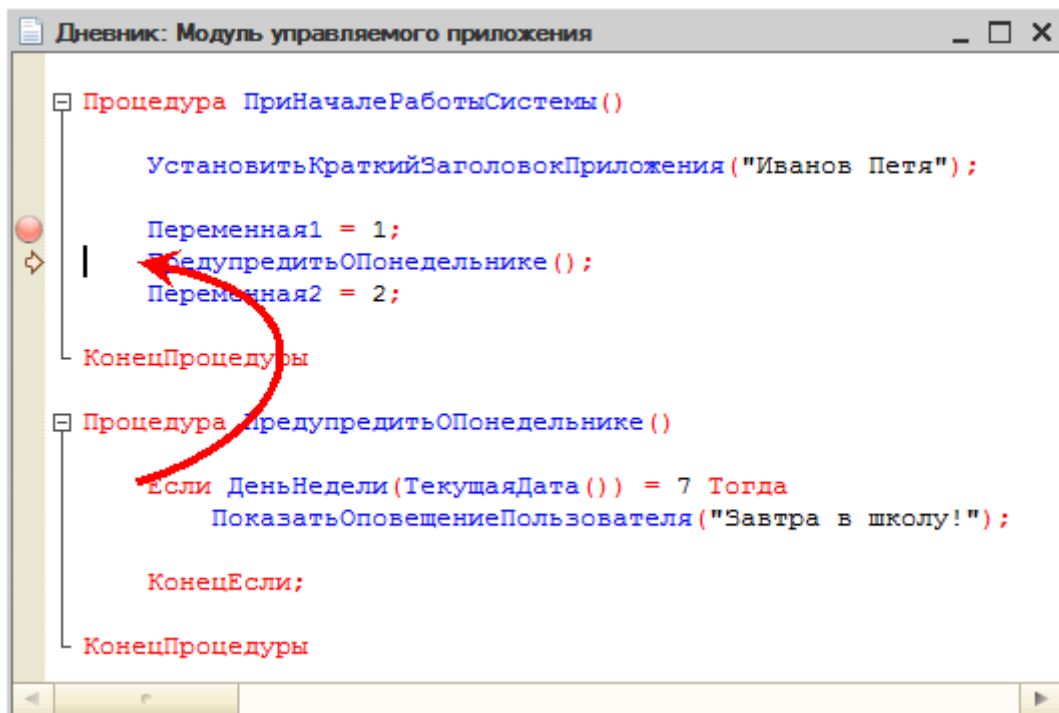 Дневник: Модуль управляемого приложения
Процедура ПриНачалеРаботыСистемы()
УстановитьКраткийЗаголовокПриложения("Иванов Петя");
Переменная1 = 1;
ПредупредитьОПонедельнике();
Переменная2 = 2;
КонецПроцедуры
Процедура ПредупредитьОПонедельнике()
Если ДеньНедели(ТекущаяДата()) = 7 Тогда
ПоказатьОповещениеПользователя("Завтра в школу!");
КонецЕсли;
КонецПроцедуры